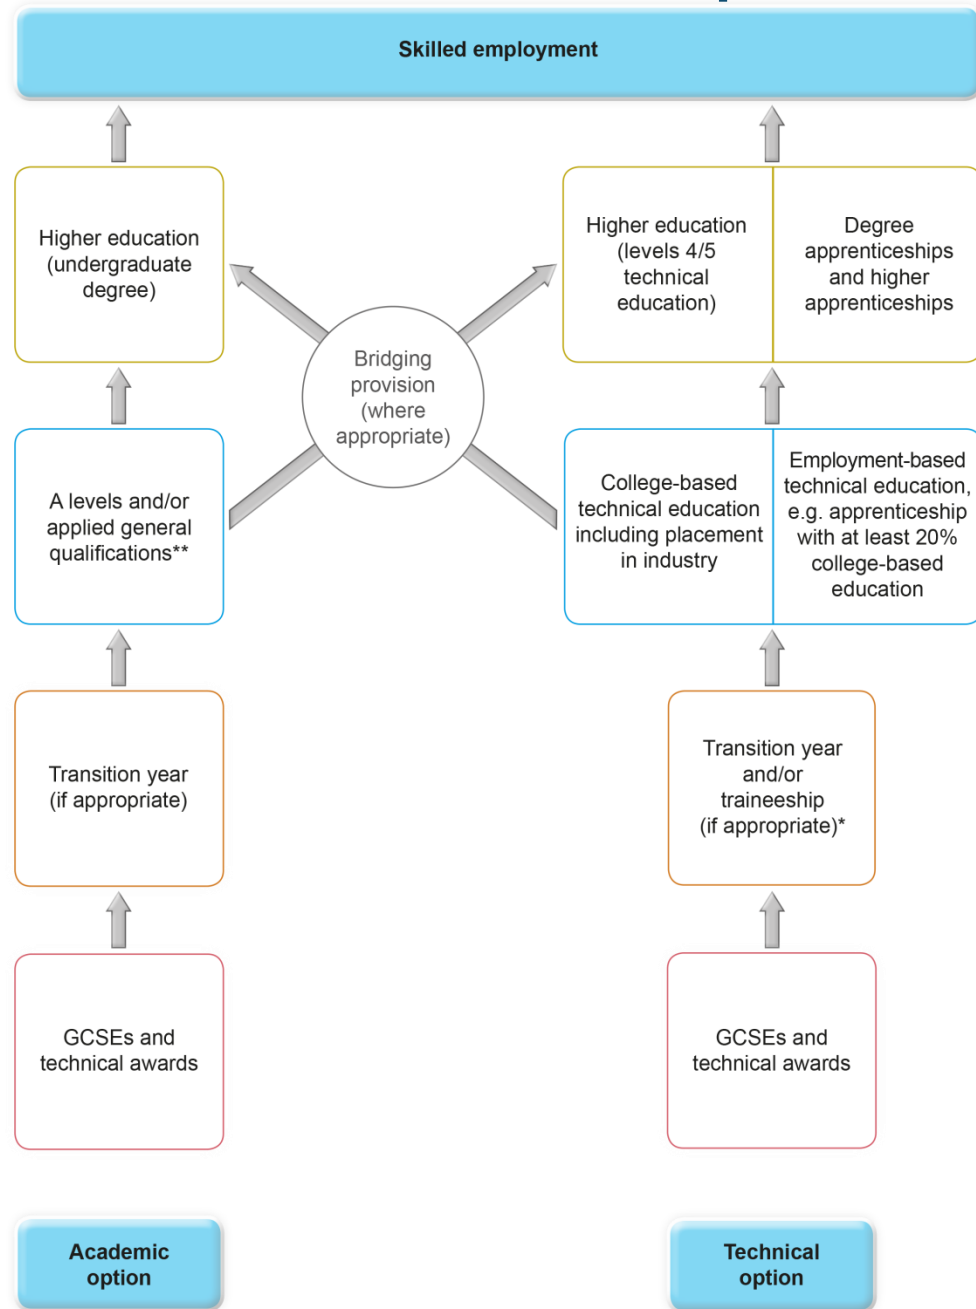 Skilled employment
Higher education
(undergraduate
degree)
Higher education
(levels 4/5
technical
education)
Degree
apprenticeships
and higher
apprenticeships
Bridging
provision
(where
appropriate)
A levels and/or
applied general
qualifications**
College-based
technical education
including placement
in industry
Employment-based
technical education,
e.g. apprenticeship
with at least 20%
college-based
education
Transition year
(if appropriate)
Transition year
and/or
traineeship
(if appropriate)*
GCSEs and
technical awards
GCSEs and
technical awards
Academic
option
Technical
option